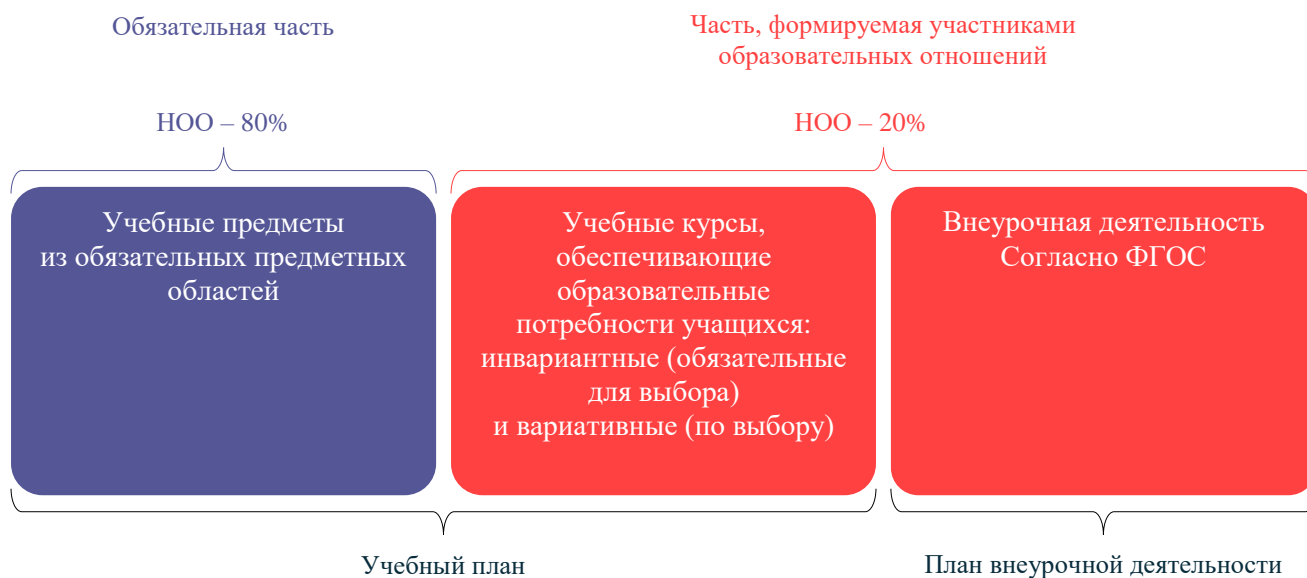 Обязательная часть
Часть, формируемая участниками
образовательных отношений
НОО – 80%
НОО – 20%
Учебные предметы
из обязательных предметных
областей
Учебные курсы,
обеспечивающие
образовательные
потребности учащихся:
инвариантные (обязательные
для выбора)
и вариативные (по выбору)
Внеурочная деятельность
Согласно ФГОС
Учебный план
План внеурочной деятельности